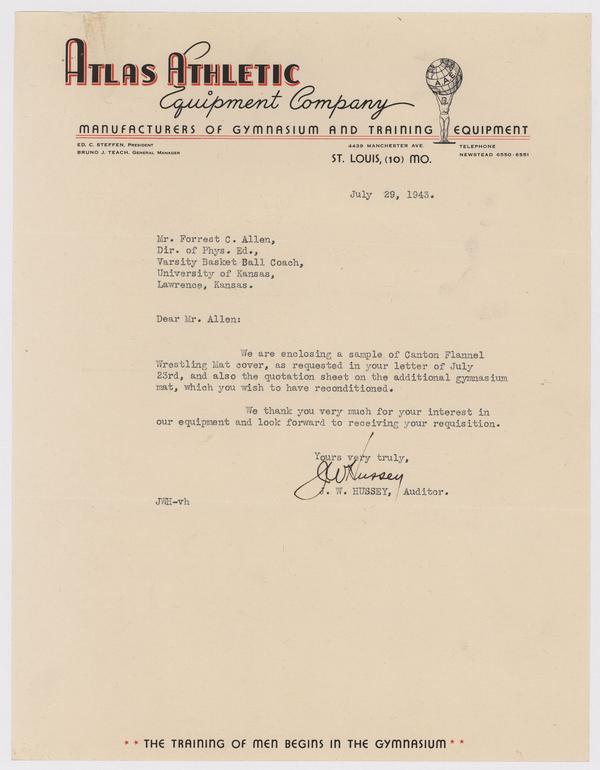 ATLAS ATHLETIC
Equipment Company
MANUFACTURERS OF GYMNASIUM AND TRAINING EQUIPMENT
ED. C. STEFFEN, PRESIDENT
BRUNO J. TEACH, GENERAL MANAGER
A A E
4439 MANCHESTER AVE.
ST. LOUIS, (10) MO.
TELEPHONE
NEWSTEAD 6550-6551
July 29, 1943.
Mr. Forrest C. Allen,
Dir. of Phys. Ed.,
Varsity Basket Ball Coach,
University of Kansas,
Lawrence, Kansas.
Dear Mr. Allen:
We are enclosing a sample of Canton Flannel
Wrestling Mat cover, as requested in your letter of July
23rd, and also the quotation sheet on the additional gymnasium
mat, which you wish to have reconditioned.
We thank you very much for your interest in
our equipment and look forward to receiving your requisition.
Yours very truly,
JW Hussey
J. W. HUSSEY, Auditor.
JWH-vh
** THE TRAINING OF MEN BEGINS IN THE GYMNASIUM **